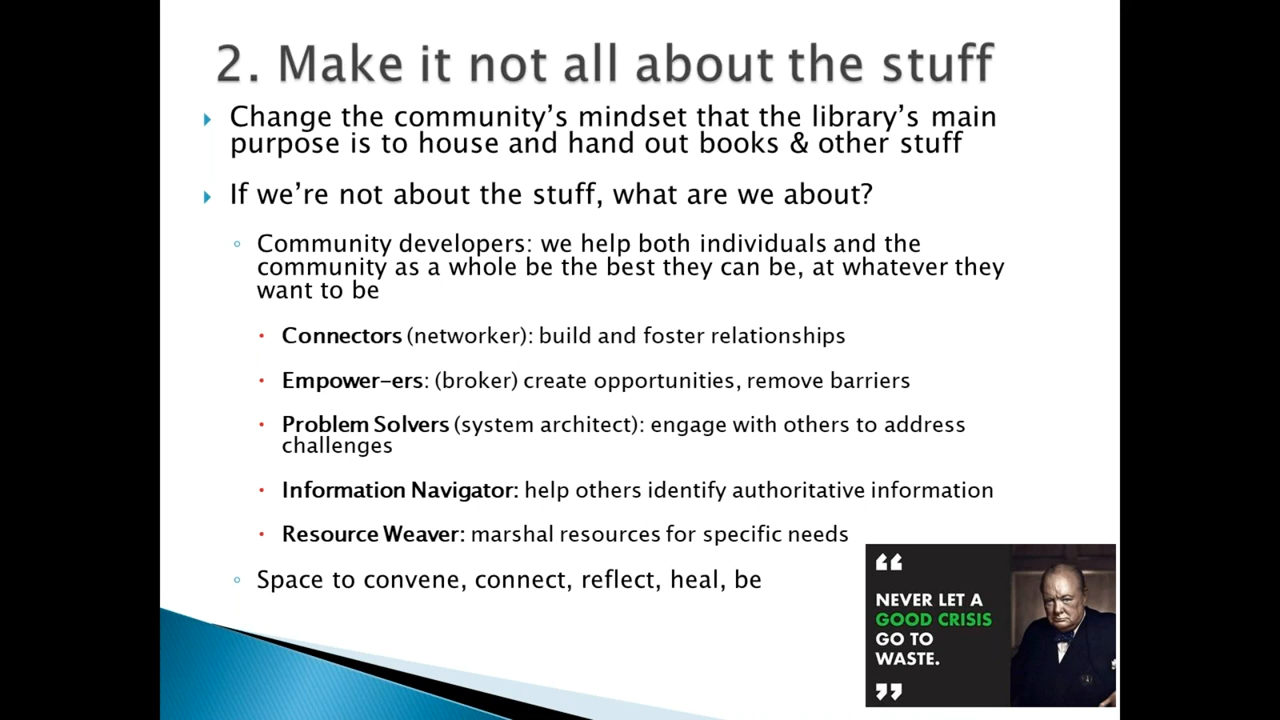 2. Make it not all about the stuff
Change the community’s mindset that the library’s main
purpose is to house and hand out books & other stuff
If we’re not about the stuff, what are we about?
Community developers: we help both individuals and the
community as a whole be the best they can be, at whatever they
want to be
Connectors (networker): build and foster relationships
Empower-ers: (broker) create opportunities, remove barriers
Problem Solvers (system architect): engage with others to address
challenges
Information Navigator: help others identify authoritative information
Resource Weaver: marshal resources for specific needs
Space to convene, connect, reflect, heal, be
“
NEVER LET A
GOOD CRISIS
GO TO
WASTE.
”